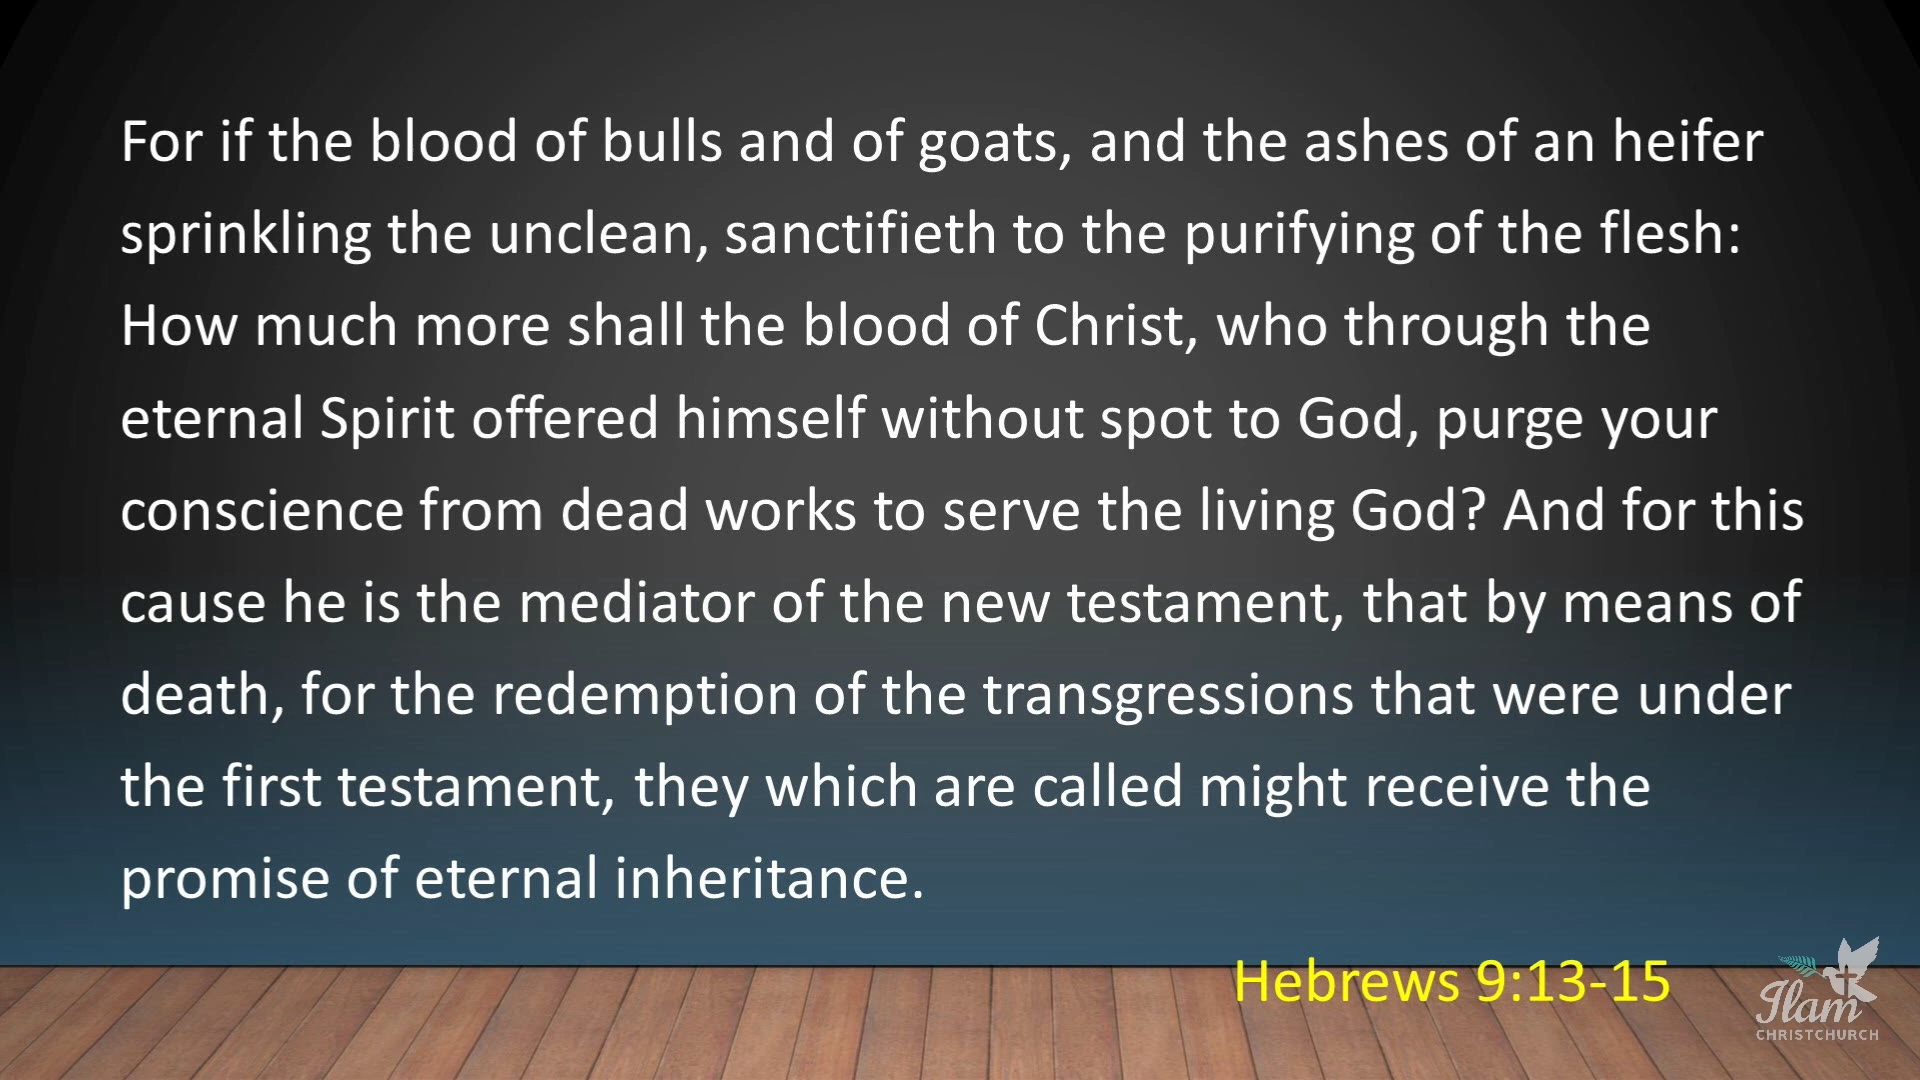 For if the blood of bulls and of goats, and the ashes of an heifer
sprinkling the unclean, sanctifieth to the purifying of the flesh:
How much more shall the blood of Christ, who through the
eternal Spirit offered himself without spot to God, purge your
conscience from dead works to serve the living God? And for this
cause he is the mediator of the new testament, that by means of
death, for the redemption of the transgressions that were under
the first testament, they which are called might receive the
promise of eternal inheritance.
Hebrews 9:13-15
Ilam
CHRISTCHURCH